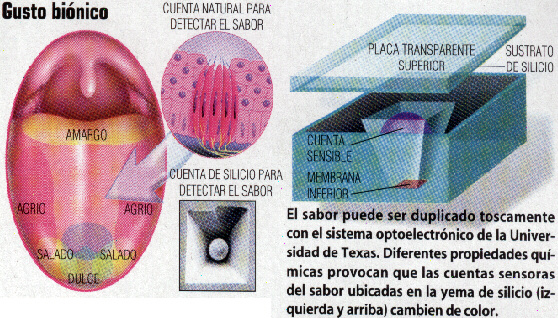 Gusto biónico
CUENTA NATURAL PARA
DETECTAR EL SABOR
AMARGO
AGRIO
AGRIO
SALADO
SALADO
DULCE
CUENTA DE SILICIO PARA
DETECTAR EL SABOR
PLACA TRANSPARENTE
SUPERIOR
SUSTRATO
DE SILICIO
CUENTA
SENSIBLE
MEMBRANA
INFERIOR
El sabor puede ser duplicado toscamente
con el sistema optoelectrónico de la Univer-
sidad de Texas. Diferentes propiedades quí-
micas provocan que las cuentas sensoras
del sabor ubicadas en la yema de silicio (iz-
quierda y arriba) cambien de color.